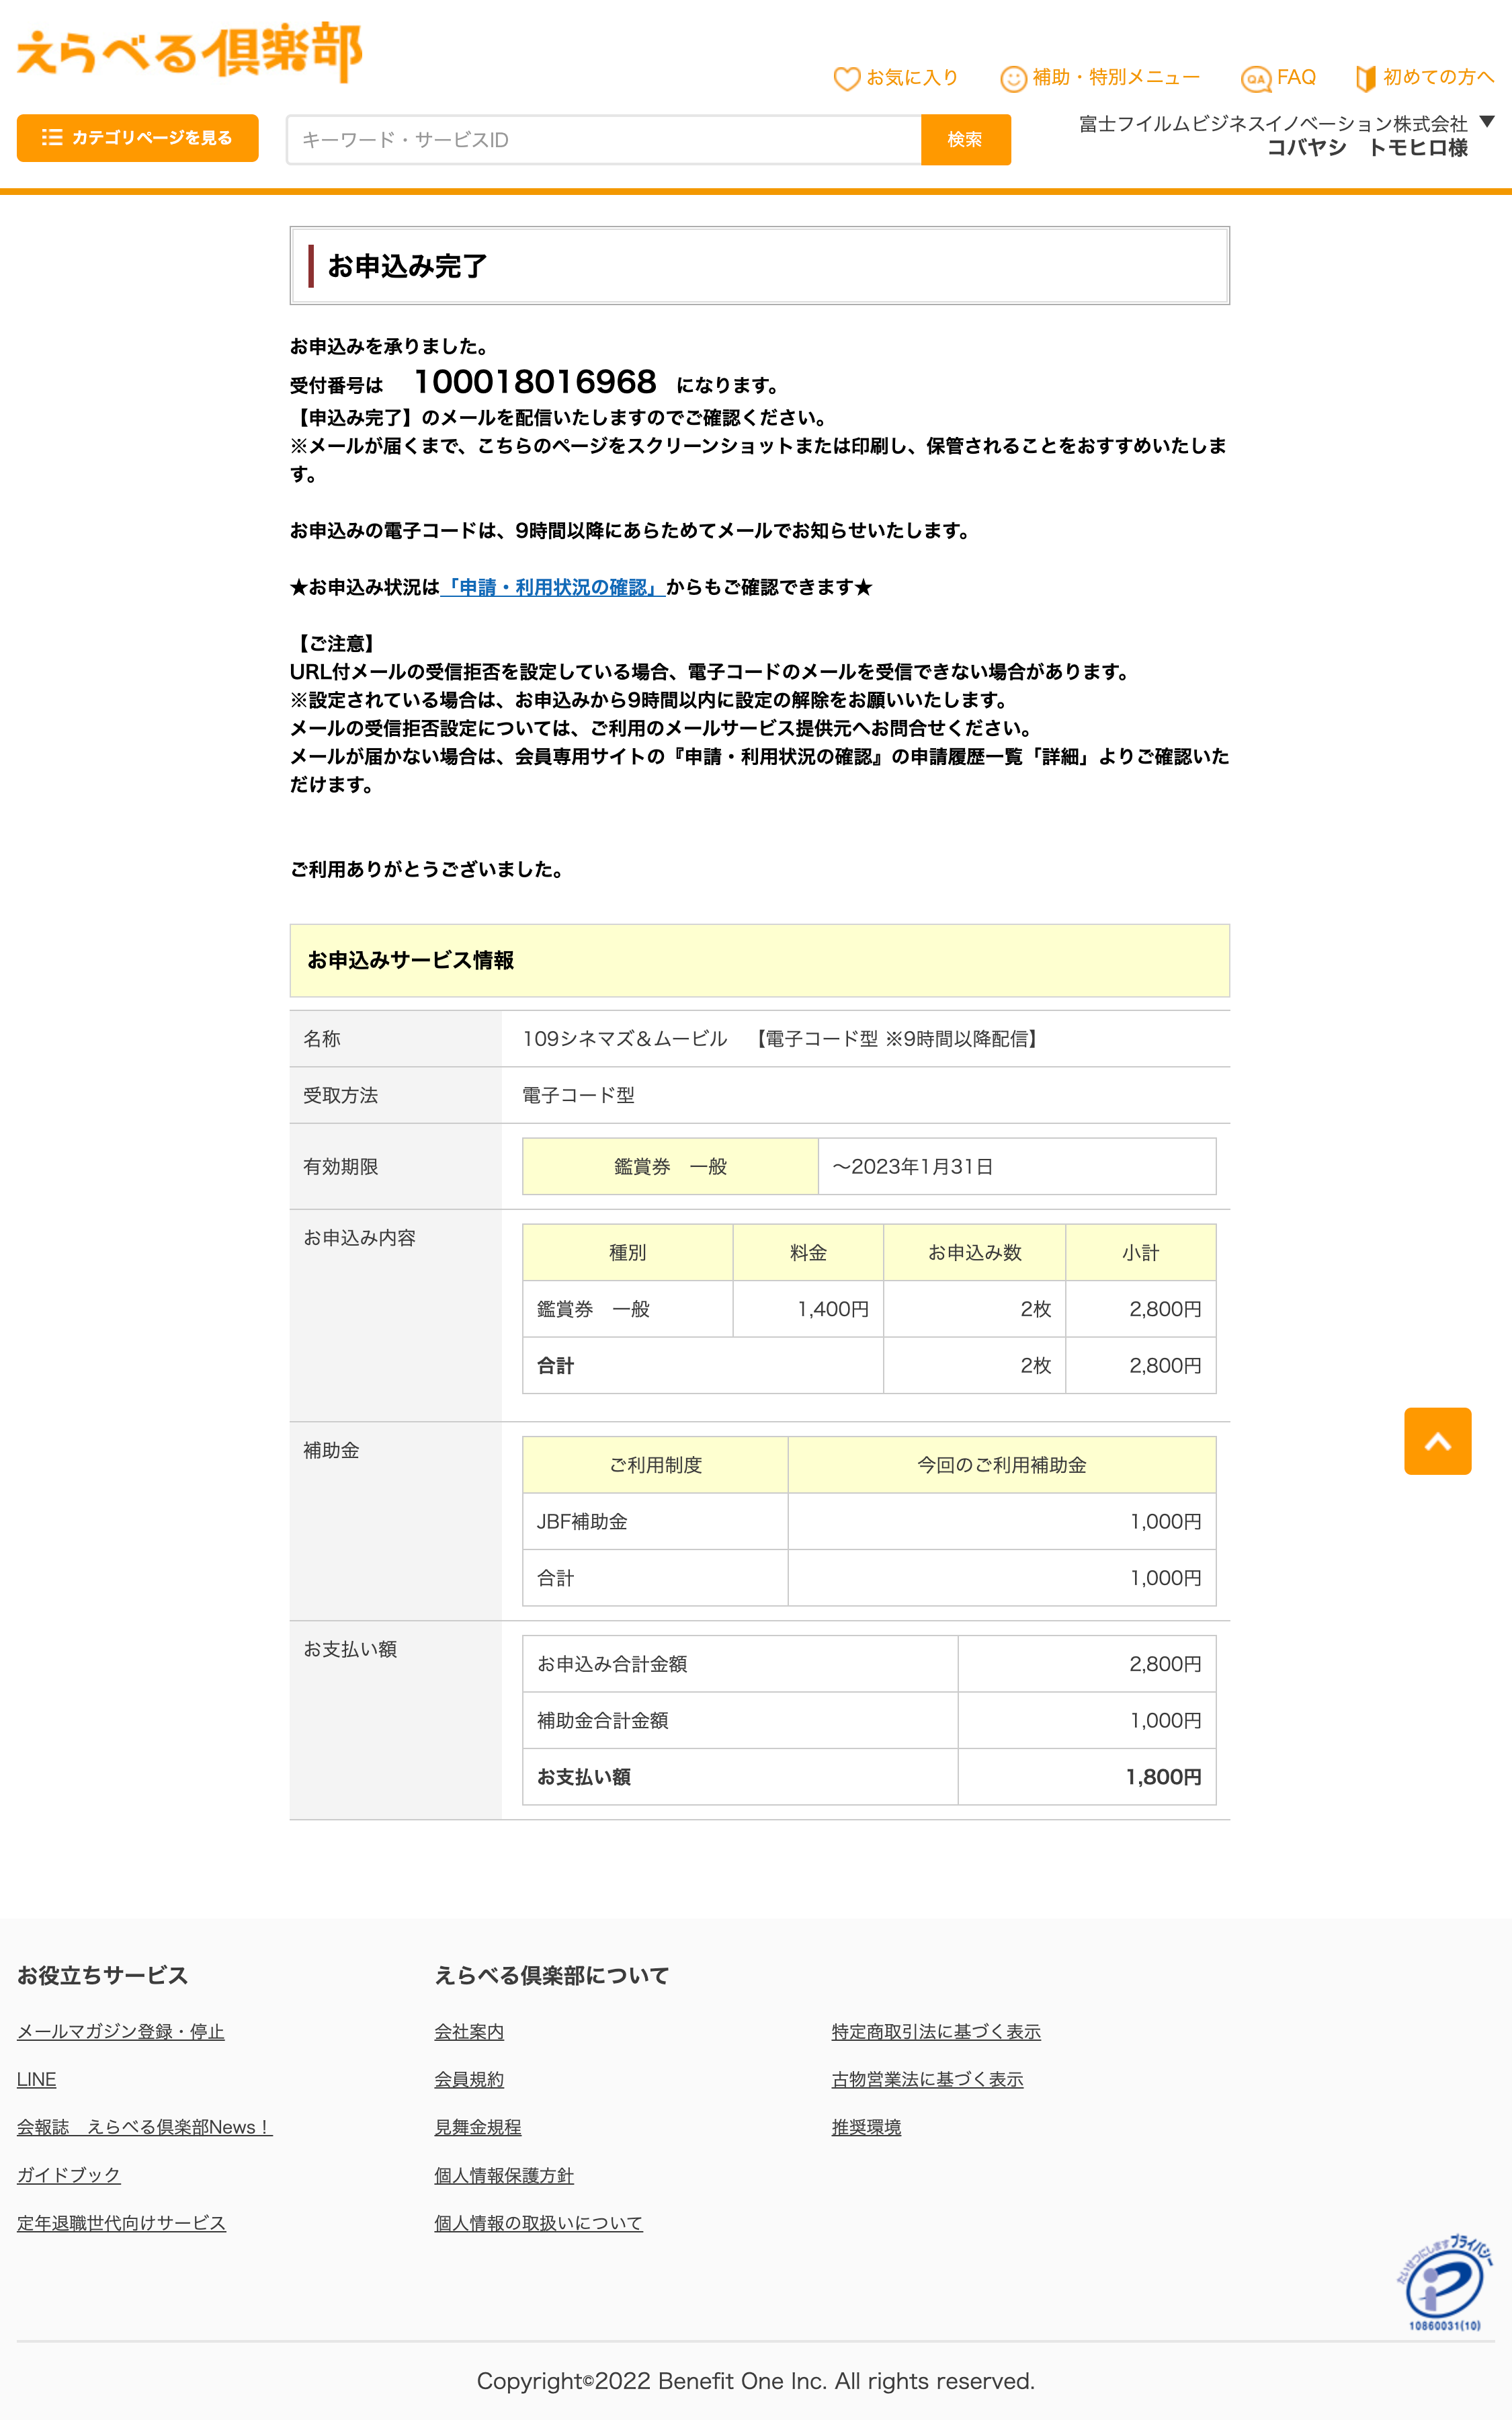 えらべる倶楽部
お気に入り
補助・特別メニュー
QA FAQ
初めての方へ
カテゴリページを見る
キーワード・サービスID
検索
富士フイルムビジネスイノベーション株式会社 ▼
コバヤシ　トモヒロ様
お申込み完了
お申込みを承りました。
受付番号は　100018016968　になります。
【申込み完了】のメールを配信いたしますのでご確認ください。
※メールが届くまで、こちらのページをスクリーンショットまたは印刷し、保管されることをおすすめいたしま
す。
お申込みの電子コードは、9時間以降にあらためてメールでお知らせいたします。
★お申込み状況は「申請・利用状況の確認」からもご確認できます★
【ご注意】
URL付メールの受信拒否を設定している場合、電子コードのメールを受信できない場合があります。
※設定されている場合は、お申込みから9時間以内に設定の解除をお願いいたします。
メールの受信拒否設定については、ご利用のメールサービス提供元へお問合せください。
メールが届かない場合は、会員専用サイトの『申請・利用状況の確認』の申請履歴一覧「詳細」よりご確認いた
だけます。
ご利用ありがとうございました。
お申込みサービス情報
名称　109シネマズ＆ムービル　【電子コード型 ※9時間以降配信】
受取方法　電子コード型
有効期限　鑑賞券　一般　〜2023年1月31日
お申込み内容
種別　料金　お申込み数　小計
鑑賞券　一般　1,400円　2枚　2,800円
合計　2枚　2,800円
補助金
ご利用制度　今回のご利用補助金
JBF補助金　1,000円
合計　1,000円
お支払い額
お申込み合計金額　2,800円
補助金合計金額　1,000円
お支払い額　1,800円
お役立ちサービス
メールマガジン登録・停止
LINE
会報誌　えらべる倶楽部News！
ガイドブック
定年退職世代向けサービス
えらべる倶楽部について
会社案内
会員規約
見舞金規程
個人情報保護方針
個人情報の取扱いについて
特定商取引法に基づく表示
古物営業法に基づく表示
推奨環境
たいせつにしますプライバシー
10860031(10)
Copyright©2022 Benefit One Inc. All rights reserved.